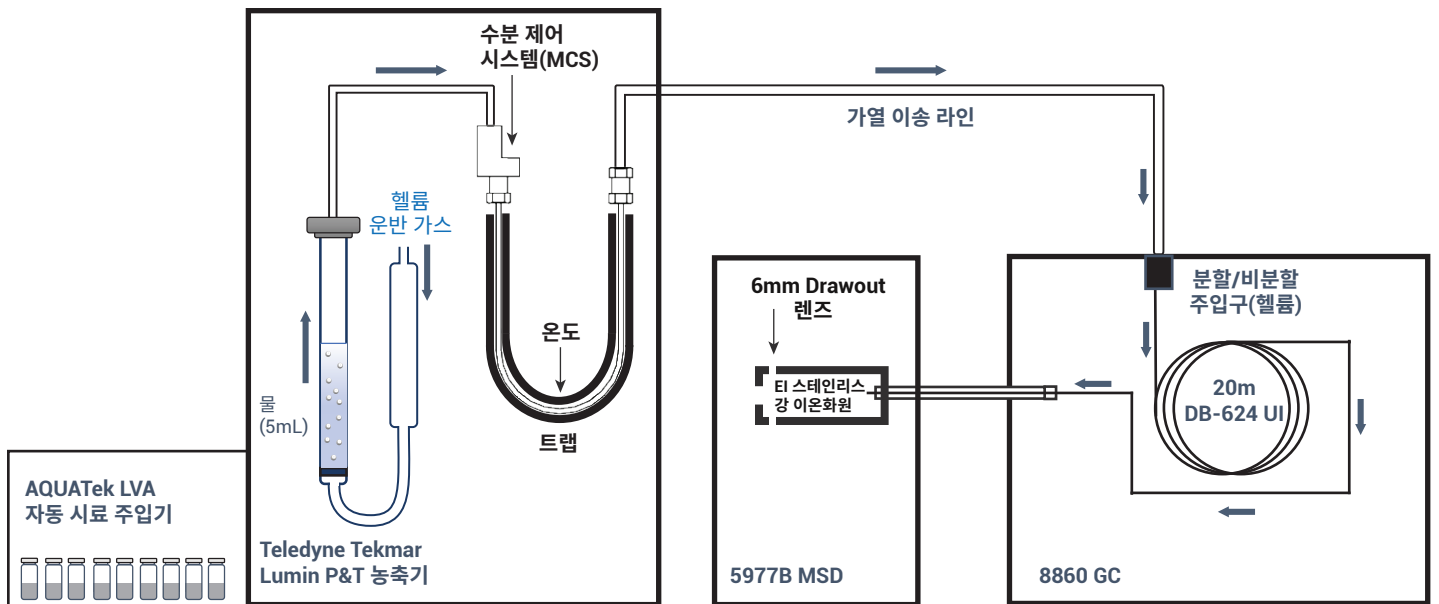 수분 제어
시스템(MCS)
가열 이송 라인
헬륨
운반 가스
온도
트랩
물
(5mL)
AQUATek LVA
자동 시료 주입기
Teledyne Tekmar
Lumin P&T 농축기
6mm Drawout
렌즈
EI 스테인리스
강 이온화원
5977B MSD
분할/비분할
주입구(헬륨)
20m
DB-624 UI
8860 GC